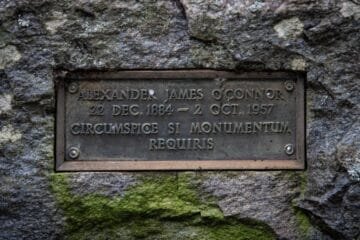 ALEXANDER JAMES O'CONNOR
22 DEC. 1884 – 2 OCT. 1957
CIRCUMSPICE SI MONUMENTUM
REQUIRIS